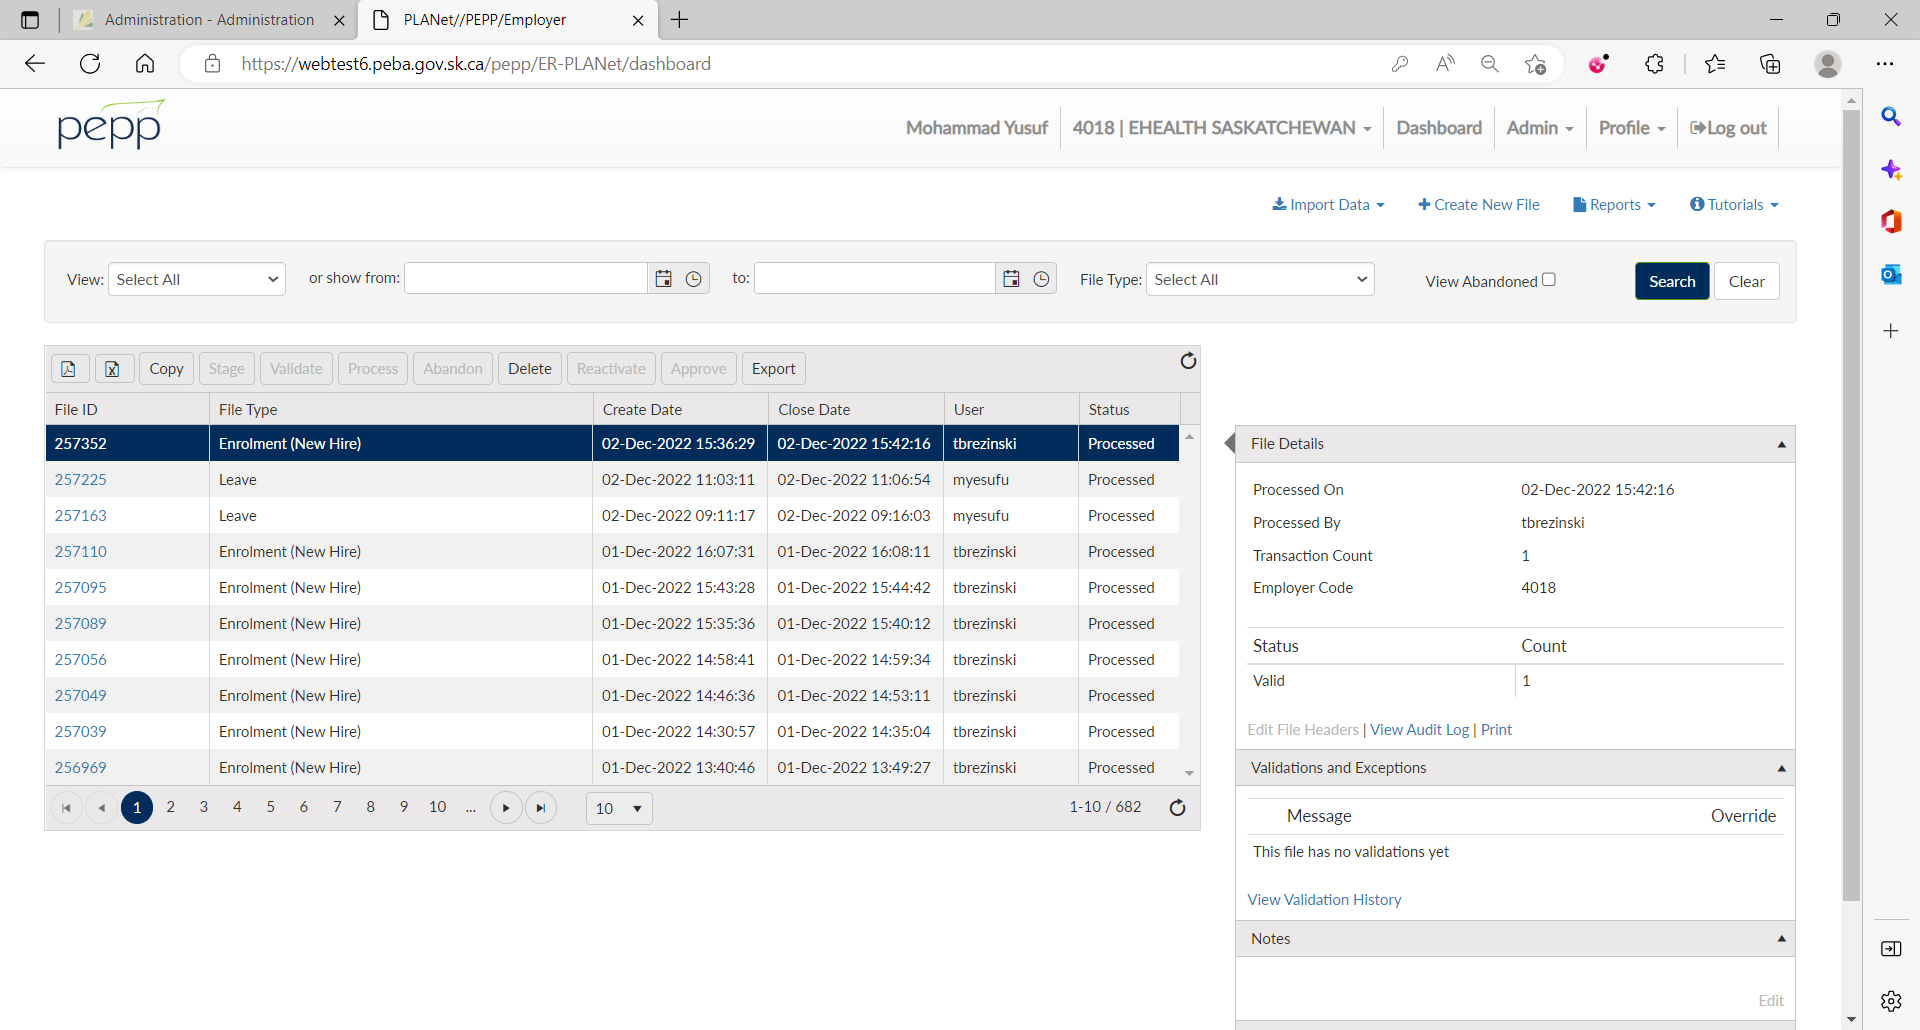 Administration - Administration
PLANet//PEPP/Employer
https://webtest6.peba.gov.sk.ca/pepp/ER-PLANet/dashboard
pepp
Mohammad Yusuf
4018 | EHEALTH SASKATCHEWAN
Dashboard
Admin
Profile
Log out
Import Data
Create New File
Reports
Tutorials
View: Select All
or show from:
to:
File Type: Select All
View Abandoned
Search
Clear
Copy Stage Validate Process Abandon Delete Reactivate Approve Export
File ID File Type Create Date Close Date User Status
257352 Enrolment (New Hire) 02-Dec-2022 15:36:29 02-Dec-2022 15:42:16 tbrezinski Processed
257225 Leave 02-Dec-2022 11:03:11 02-Dec-2022 11:06:54 myesufu Processed
257163 Leave 02-Dec-2022 09:11:17 02-Dec-2022 09:16:03 myesufu Processed
257110 Enrolment (New Hire) 01-Dec-2022 16:07:31 01-Dec-2022 16:08:11 tbrezinski Processed
257095 Enrolment (New Hire) 01-Dec-2022 15:43:28 01-Dec-2022 15:44:42 tbrezinski Processed
257089 Enrolment (New Hire) 01-Dec-2022 15:35:36 01-Dec-2022 15:40:12 tbrezinski Processed
257056 Enrolment (New Hire) 01-Dec-2022 14:58:41 01-Dec-2022 14:59:34 tbrezinski Processed
257049 Enrolment (New Hire) 01-Dec-2022 14:46:36 01-Dec-2022 14:53:11 tbrezinski Processed
257039 Enrolment (New Hire) 01-Dec-2022 14:30:57 01-Dec-2022 14:35:04 tbrezinski Processed
256969 Enrolment (New Hire) 01-Dec-2022 13:40:46 01-Dec-2022 13:49:27 tbrezinski Processed
1 2 3 4 5 6 7 8 9 10 ... 10 1-10 / 682
File Details
Processed On 02-Dec-2022 15:42:16
Processed By tbrezinski
Transaction Count 1
Employer Code 4018
Status Count
Valid 1
Edit File Headers | View Audit Log | Print
Validations and Exceptions
Message Override
This file has no validations yet
View Validation History
Notes
Edit